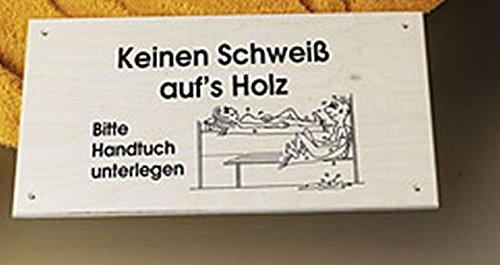 Keinen Schweiß
auf's Holz
Bitte
Handtuch
unterlegen